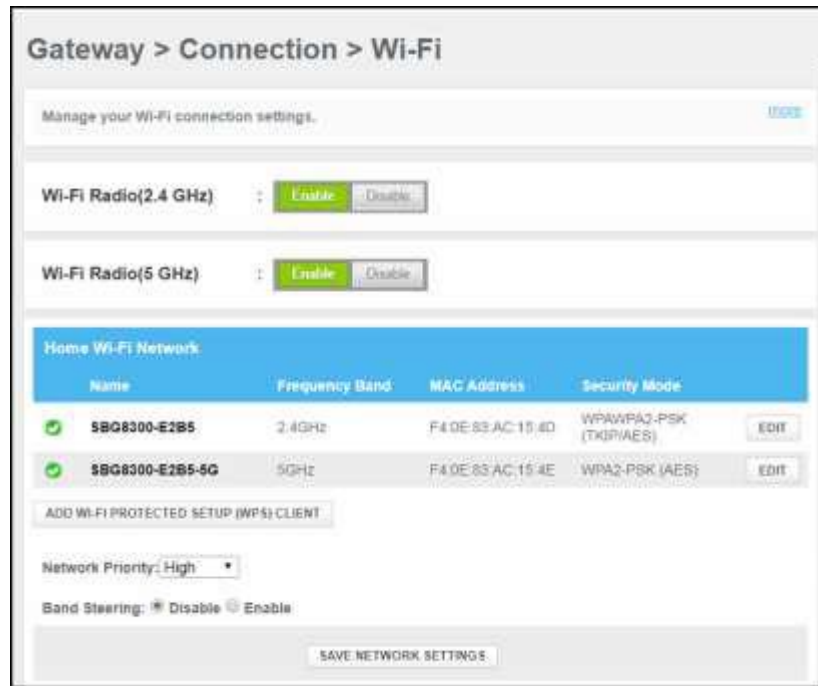 Gateway > Connection > Wi-Fi
Manage your Wi-Fi connection settings. more
Wi-Fi Radio(2.4 GHz) : Enable Disable
Wi-Fi Radio(5 GHz) : Enable Disable
Home Wi-Fi Network
Name Frequency Band MAC Address Security Mode
SBG8300-E2B5 2.4GHz F4:0E:83:AC:15:4D WPAWPA2-PSK (TKIP/AES) EDIT
SBG8300-E2B5-5G 5GHz F4:0E:83:AC:15:4E WPA2-PSK (AES) EDIT
ADD WI-FI PROTECTED SETUP (WPS) CLIENT
Network Priority: High
Band Steering: Disable Enable
SAVE NETWORK SETTINGS